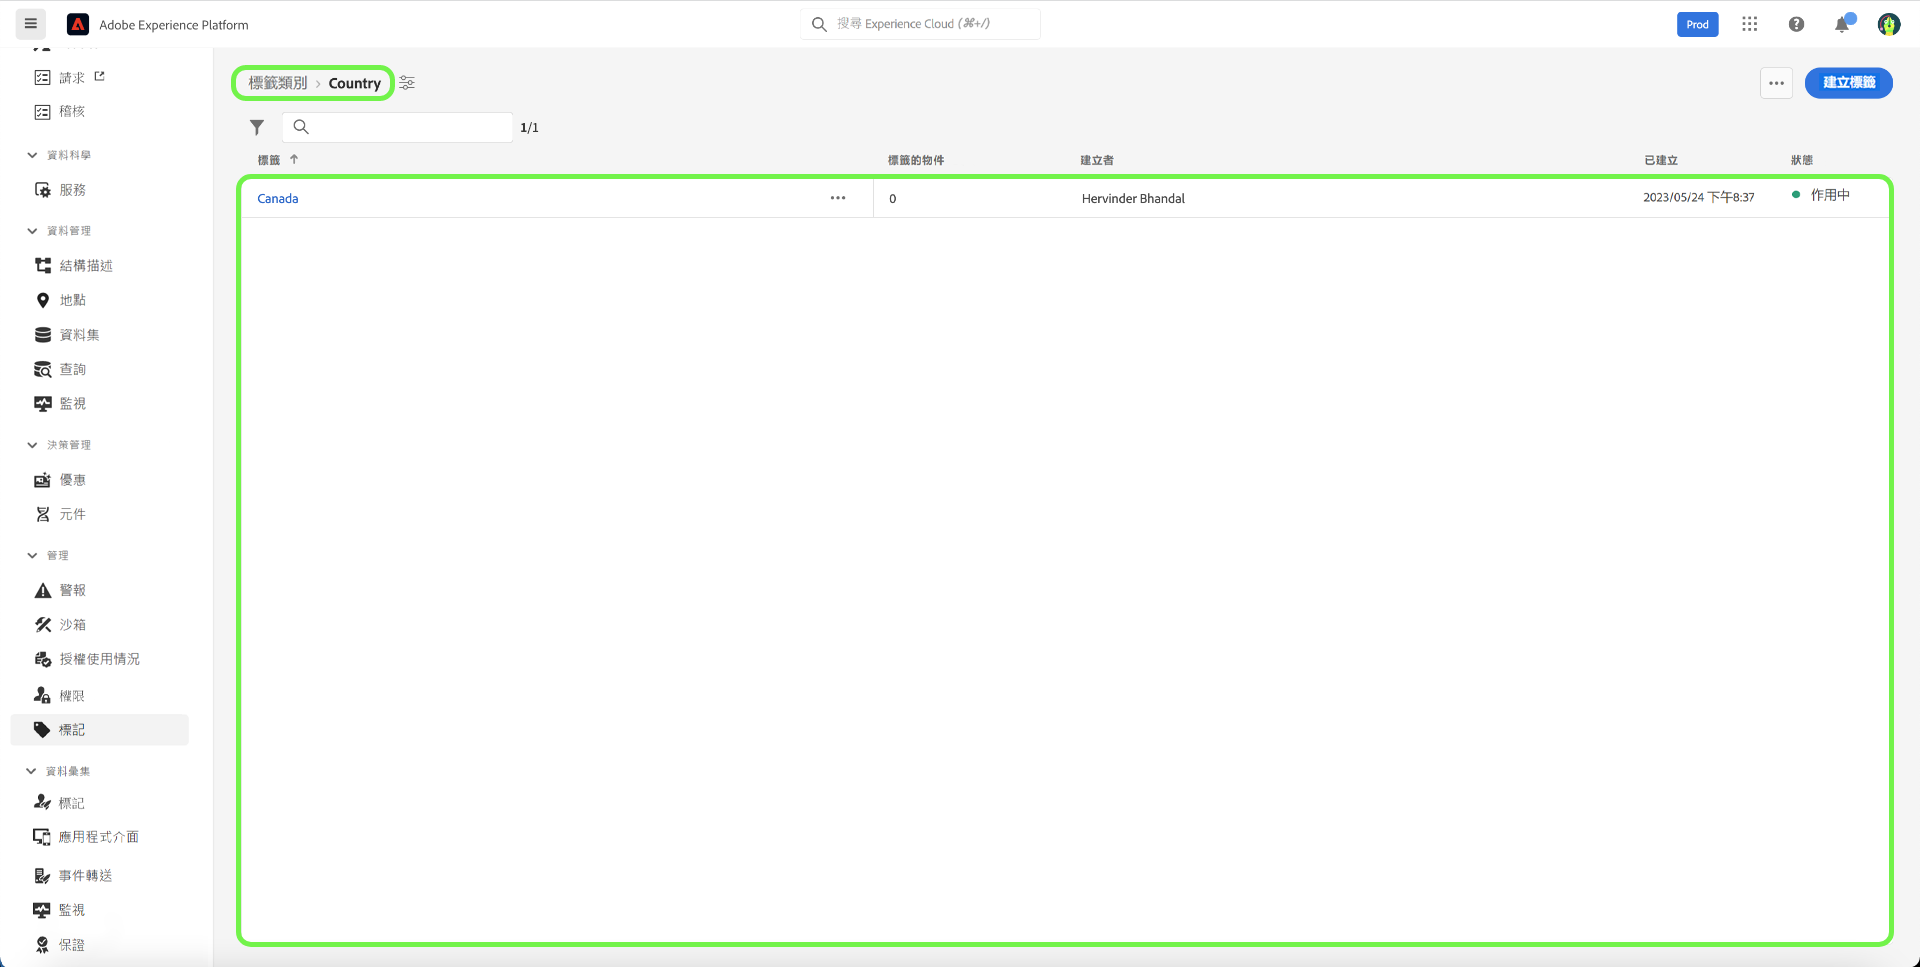 Adobe Experience Platform
搜尋 Experience Cloud (⌘+/)
Prod
請求
稽核
資料科學
服務
資料管理
結構描述
地點
資料集
查詢
監視
決策管理
優惠
元件
管理
警報
沙箱
授權使用情況
權限
標記
資料彙集
標記
應用程式介面
事件轉送
監視
保證
標籤類別 › Country
建立標籤
1/1
標籤 ↑ 標籤的物件 建立者 已建立 狀態
Canada 0 Hervinder Bhandal 2023/05/24 下午8:37 作用中